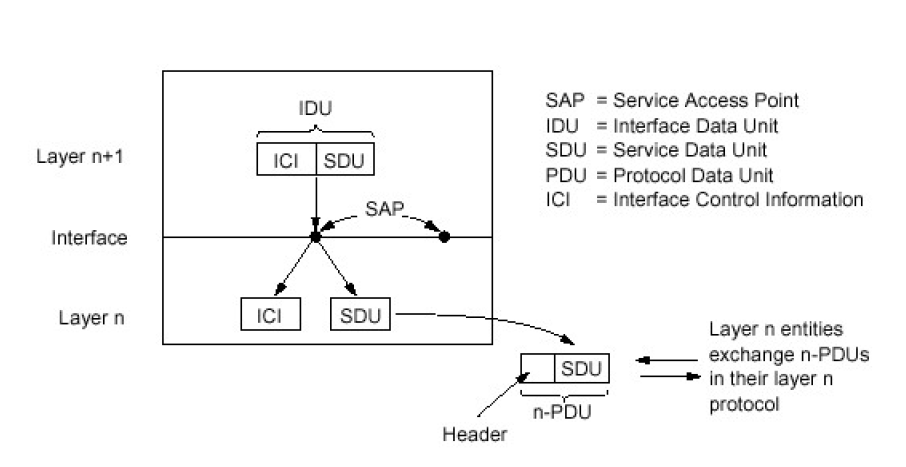 IDU
Layer n+1
ICI SDU
SAP
Interface
Layer n
ICI SDU
SAP = Service Access Point
IDU = Interface Data Unit
SDU = Service Data Unit
PDU = Protocol Data Unit
ICI = Interface Control Information
SDU
n-PDU
Header
Layer n entities
exchange n-PDUs
in their layer n
protocol